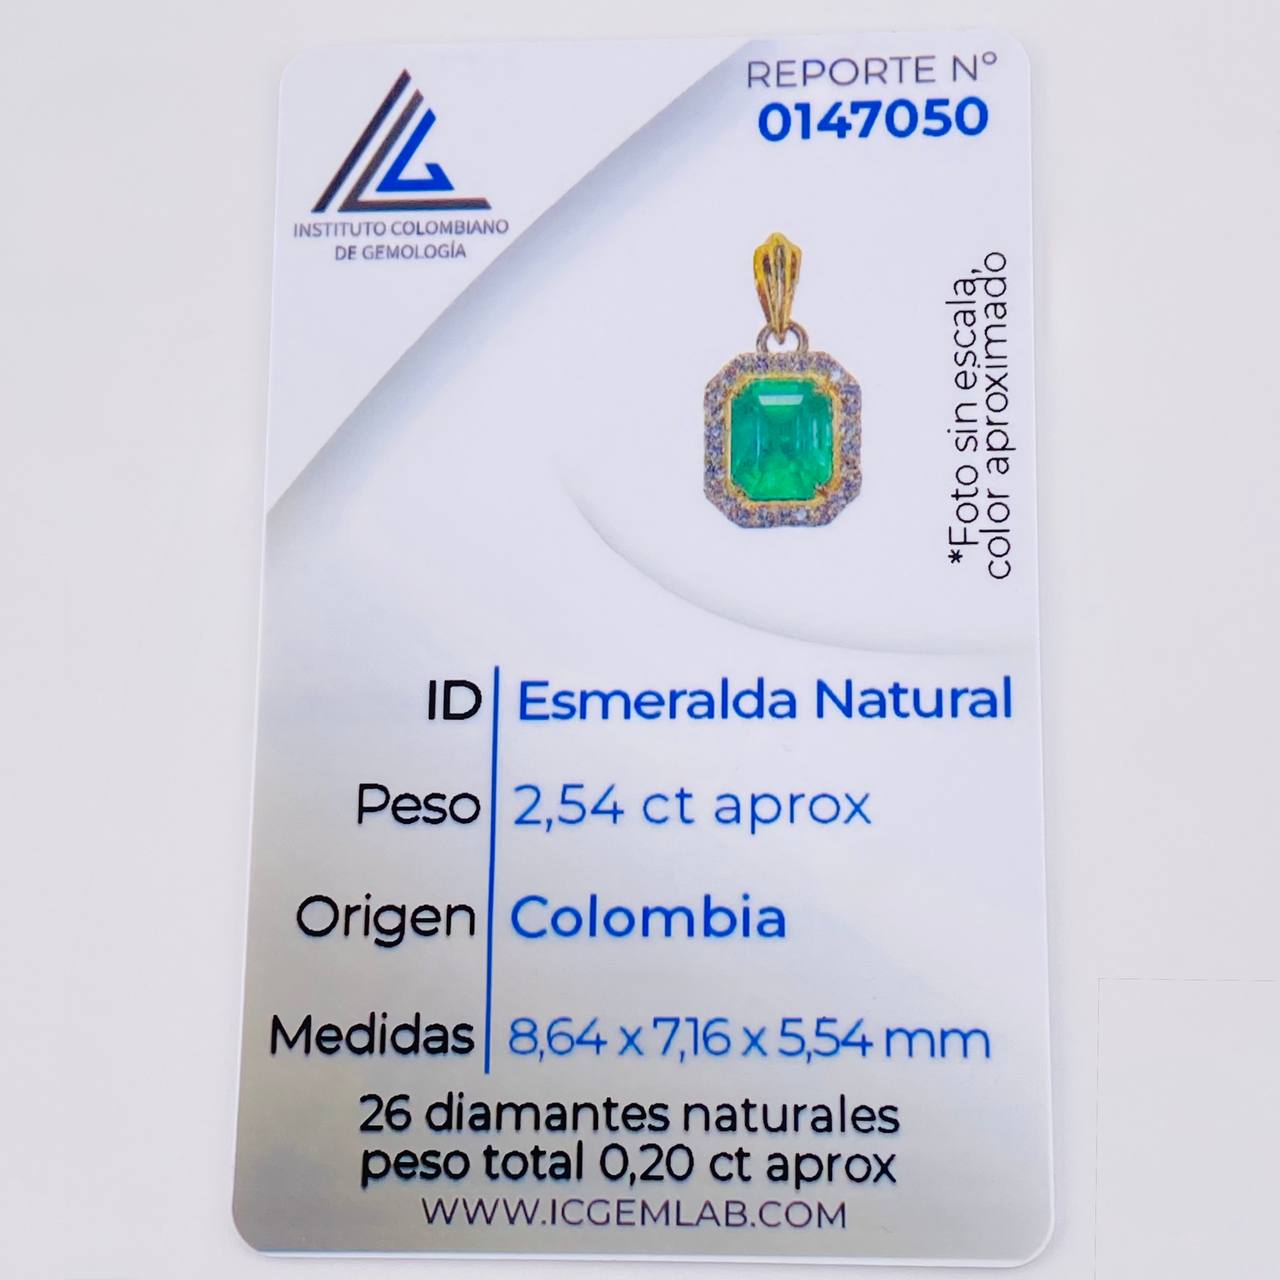 INSTITUTO COLOMBIANO
DE GEMOLOGÍA
REPORTE Nº
0147050
*Foto sin escala,
color aproximado
ID Esmeralda Natural
Peso 2,54 ct aprox
Origen Colombia
Medidas 8,64 x 7,16 x 5,54 mm
26 diamantes naturales
peso total 0,20 ct aprox
WWW.ICGEMLAB.COM